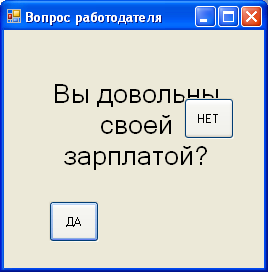 Вопрос работодателя
Вы довольны
своей
зарплатой?
НЕТ
ДА